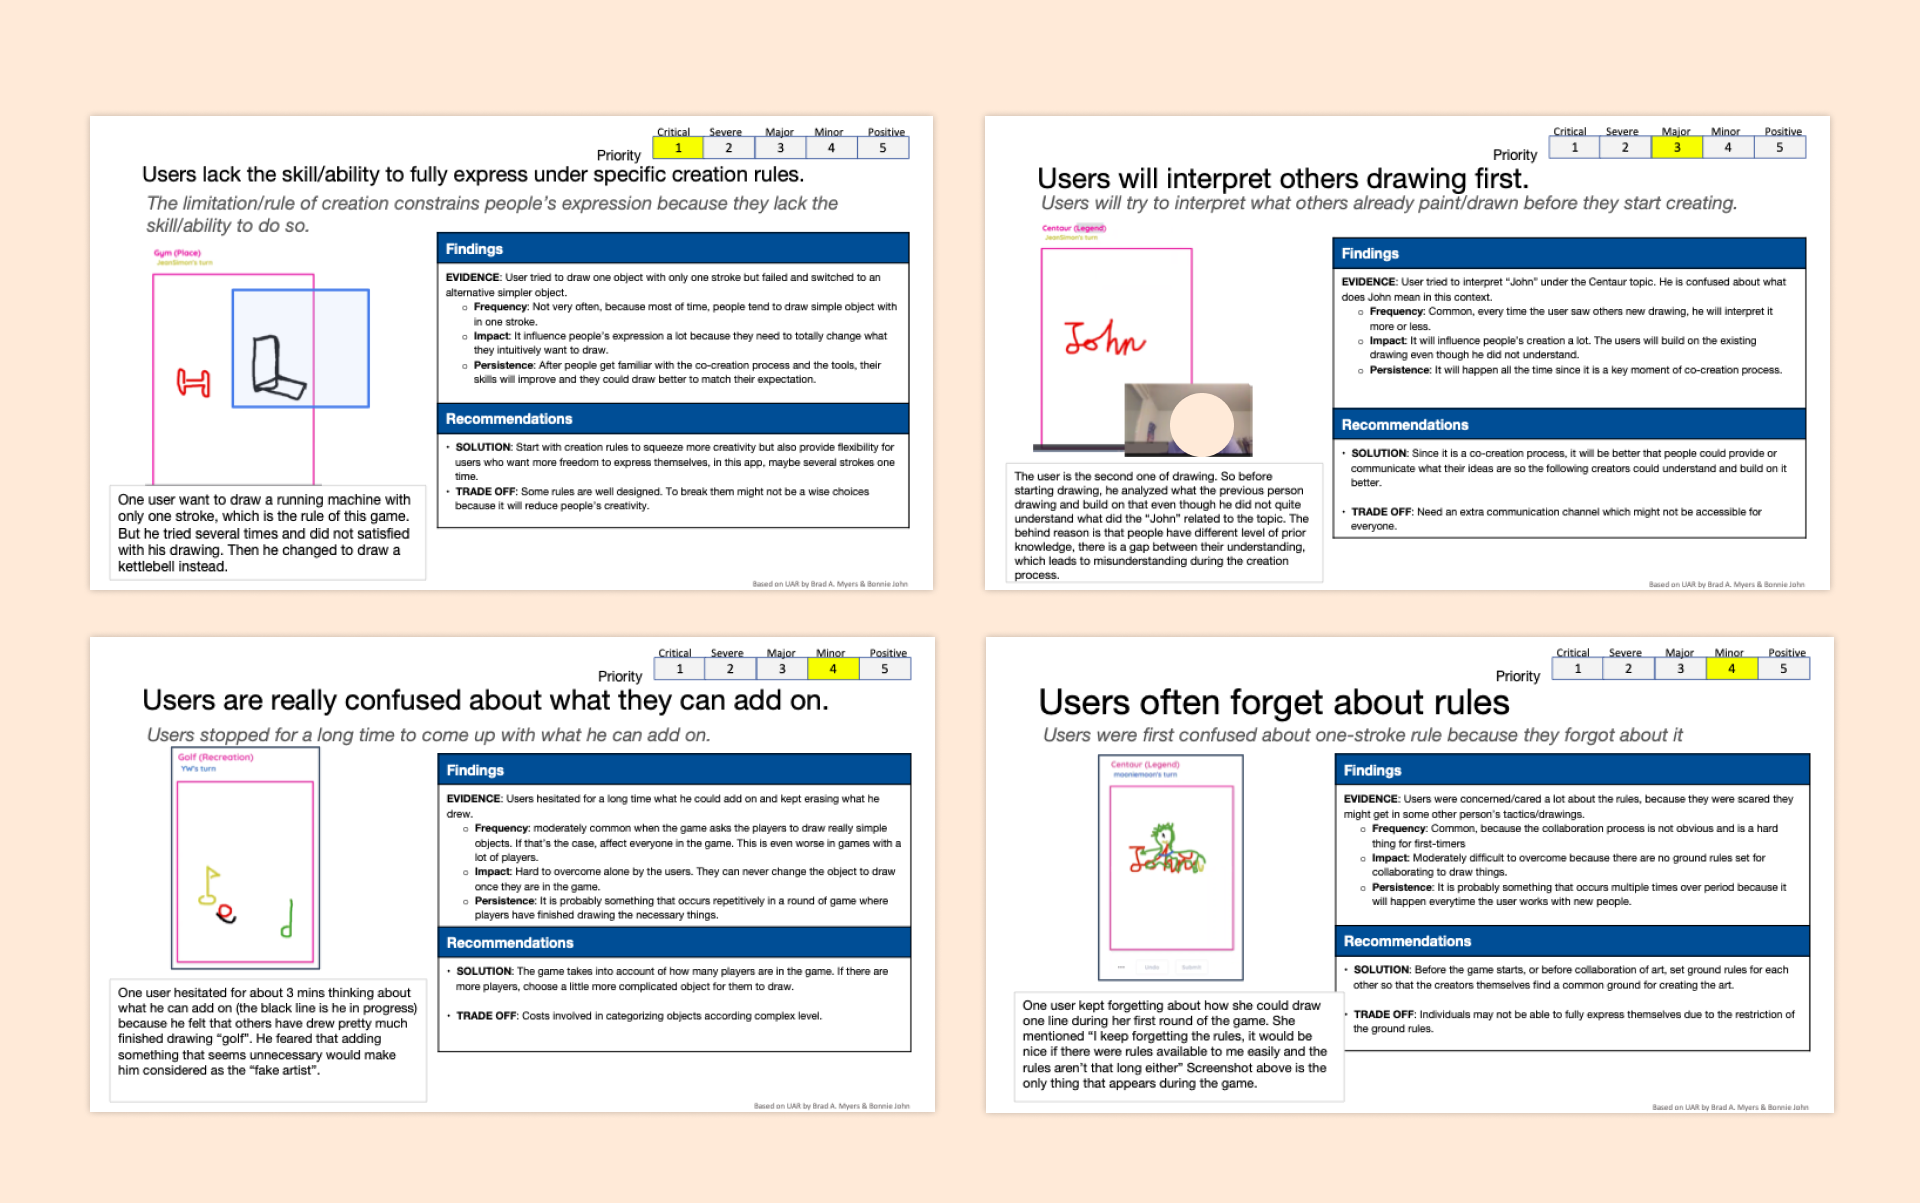 Critical Severe Major Minor Positive
Priority 1 2 3 4 5
Users lack the skill/ability to fully express under specific creation rules.
The limitation/rule of creation constrains people's expression because they lack the
skill/ability to do so.
Gym (Place)
JeanSimon's turn
Findings
EVIDENCE: User tried to draw one object with only one stroke but failed and switched to an
alternative simpler object.
o Frequency: Not very often, because most of time, people tend to draw simple object with
in one stroke.
o Impact: It influence people's expression a lot because they need to totally change what
they intuitively want to draw.
o Persistence: After people get familiar with the co-creation process and the tools, their
skills will improve and they could draw better to match their expectation.
Recommendations
• SOLUTION: Start with creation rules to squeeze more creativity but also provide flexibility for
users who want more freedom to express themselves, in this app, maybe several strokes one
time.
• TRADE OFF: Some rules are well designed. To break them might not be a wise choices
because it will reduce people's creativity.
One user want to draw a running machine with
only one stroke, which is the rule of this game.
But he tried several times and did not satisfied
with his drawing. Then he changed to draw a
kettlebell instead.
Based on UAR by Brad A. Myers & Bonnie John
Critical Severe Major Minor Positive
Priority 1 2 3 4 5
Users will interpret others drawing first.
Users will try to interpret what others already paint/drawn before they start creating.
Centaur (Legend)
JeanSimon's turn
John
Findings
EVIDENCE: User tried to interpret "John" under the Centaur topic. He is confused about what
does John mean in this context.
o Frequency: Common, every time the user saw others new drawing, he will interpret it
more or less.
o Impact: It will influence people's creation a lot. The users will build on the existing
drawing even though he did not understand.
o Persistence: It will happen all the time since it is a key moment of co-creation process.
Recommendations
• SOLUTION: Since it is a co-creation process, it will be better that people could provide or
communicate what their ideas are so the following creators could understand and build on it
better.
• TRADE OFF: Need an extra communication channel which might not be accessible for
everyone.
The user is the second one of drawing. So before
starting drawing, he analyzed what the previous person
drawing and build on that even though he did not quite
understand what did the "John" related to the topic. The
behind reason is that people have different level of prior
knowledge, there is a gap between their understanding,
which leads to misunderstanding during the creation
process.
Based on UAR by Brad A. Myers & Bonnie John
Critical Severe Major Minor Positive
Priority 1 2 3 4 5
Users are really confused about what they can add on.
Users stopped for a long time to come up with what he can add on.
Golf (Recreation)
YW's turn
Findings
EVIDENCE: Users hesitated for a long time what he could add on and kept erasing what he
drew.
o Frequency: moderately common when the game asks the players to draw really simple
objects. If that's the case, affect everyone in the game. This is even worse in games with a
lot of players.
o Impact: Hard to overcome alone by the users. They can never change the object to draw
once they are in the game.
o Persistence: It is probably something that occurs repetitively in a round of game where
players have finished drawing the necessary things.
Recommendations
• SOLUTION: The game takes into account of how many players are in the game. If there are
more players, choose a little more complicated object for them to draw.
• TRADE OFF: Costs involved in categorizing objects according complex level.
One user hesitated for about 3 mins thinking about
what he can add on (the black line is he in progress)
because he felt that others have drew pretty much
finished drawing "golf". He feared that adding
something that seems unnecessary would make
him considered as the "fake artist".
Based on UAR by Brad A. Myers & Bonnie John
Critical Severe Major Minor Positive
Priority 1 2 3 4 5
Users often forget about rules
Users were first confused about one-stroke rule because they forgot about it
Centaur (Legend)
mooniemoon's turn
John
Undo Submit
Findings
EVIDENCE: Users were concerned/cared a lot about the rules, because they were scared they
might get in some other person's tactics/drawings.
o Frequency: Common, because the collaboration process is not obvious and is a hard
thing for first-timers
o Impact: Moderately difficult to overcome because there are no ground rules set for
collaborating to draw things.
o Persistence: It is probably something that occurs multiple times over period because it
will happen everytime the user works with new people.
Recommendations
• SOLUTION: Before the game starts, or before collaboration of art, set ground rules for each
other so that the creators themselves find a common ground for creating the art.
• TRADE OFF: Individuals may not be able to fully express themselves due to the restriction of
the ground rules.
One user kept forgetting about how she could draw
one line during her first round of the game. She
mentioned "I keep forgetting the rules, it would be
nice if there were rules available to me easily and the
rules aren't that long either" Screenshot above is the
only thing that appears during the game.
Based on UAR by Brad A. Myers & Bonnie John